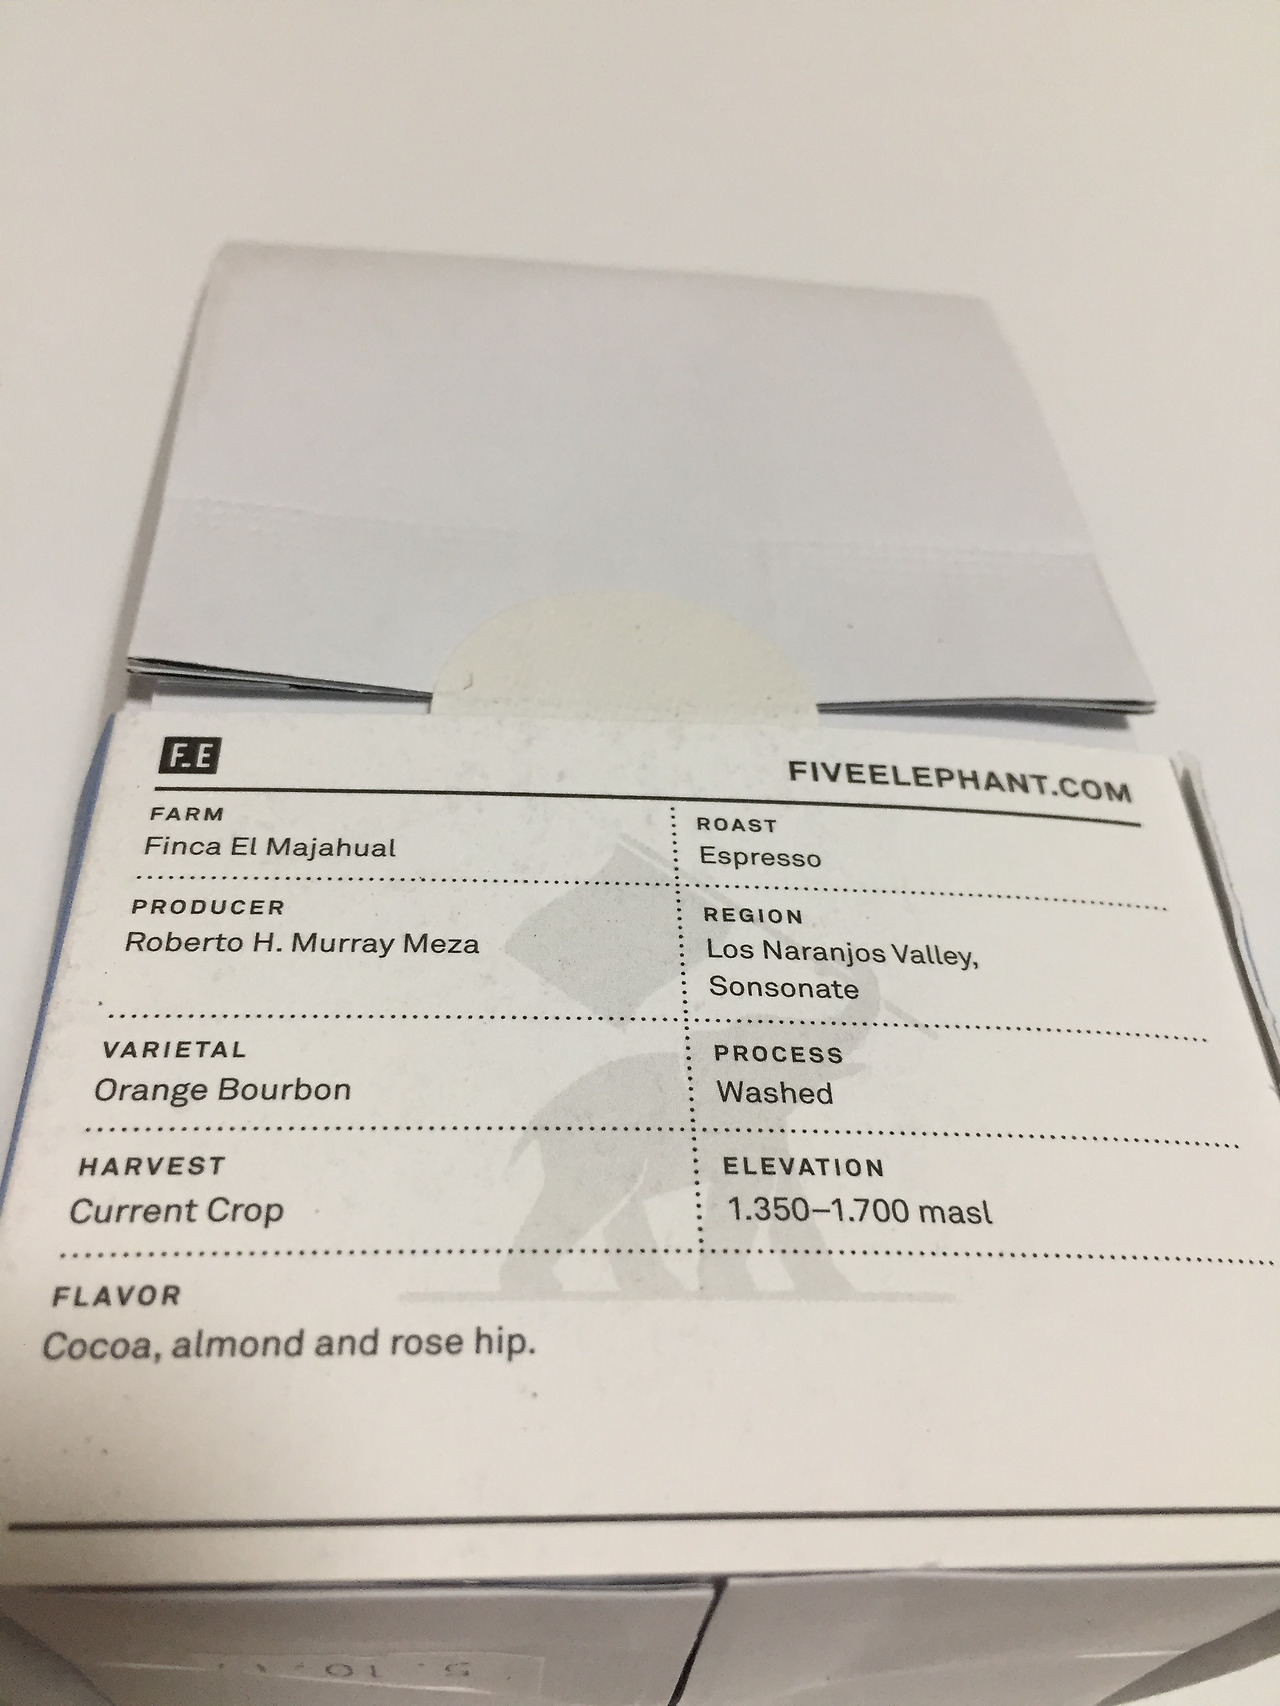 F_E
FIVEELEPHANT.COM
FARM
Finca El Majahual
ROAST
Espresso
PRODUCER
Roberto H. Murray Meza
REGION
Los Naranjos Valley,
Sonsonate
VARIETAL
Orange Bourbon
PROCESS
Washed
HARVEST
Current Crop
ELEVATION
1.350–1.700 masl
FLAVOR
Cocoa, almond and rose hip.